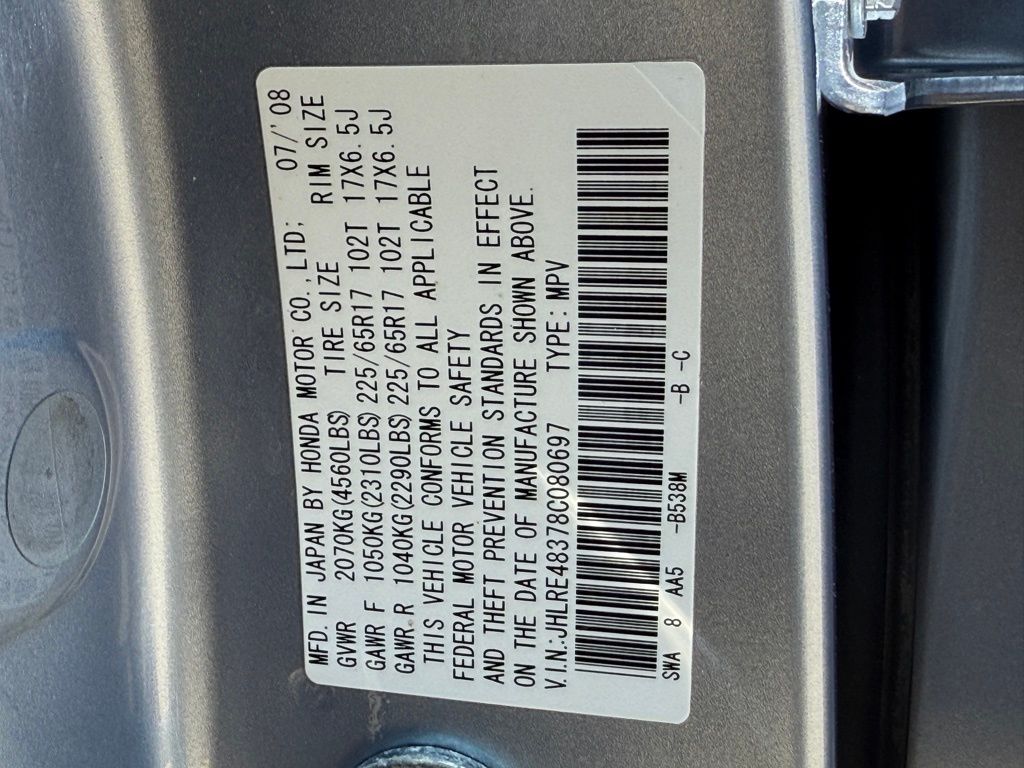 MFD. IN JAPAN BY HONDA MOTOR CO., LTD; 07/'08
GVWR 2070KG(4560LBS) TIRE SIZE RIM SIZE
GAWR F 1050KG(2310LBS) 225/65R17 102T 17X6.5J
GAWR R 1040KG(2290LBS) 225/65R17 102T 17X6.5J
THIS VEHICLE CONFORMS TO ALL APPLICABLE
FEDERAL MOTOR VEHICLE SAFETY
AND THEFT PREVENTION STANDARDS IN EFFECT
ON THE DATE OF MANUFACTURE SHOWN ABOVE.
V.I.N.:JHLRE48378C080697 TYPE:MPV
SWA 8 AA5 -B538M -B -C